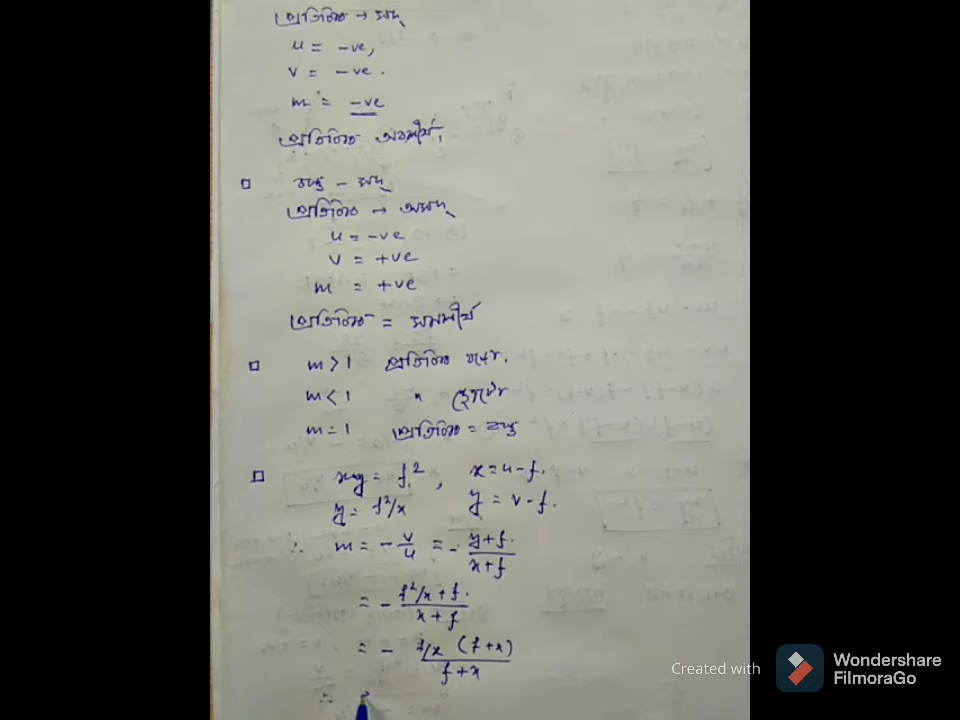 প্রতিবিম্ব → সদ্
u = -ve,
v = -ve.
m = -ve
প্রতিবিম্ব অবশীর্ষ।
□ বস্তু - সদ্
প্রতিবিম্ব → অসদ্
u = -ve
v = +ve
m = +ve
প্রতিবিম্ব = সমশীর্ষ
□ m > 1 প্রতিবিম্ব
m < 1 "
m = 1 প্রতিবিম্ব = বস্তু
□ xy = f², x = u - f.
y = f²/x y = v - f.
∴ m = - v/u = - y+f./x+f
= - f²/x + f./x + f
= - f/x (f+x)/f+x
∴
Created with Wondershare FilmoraGo